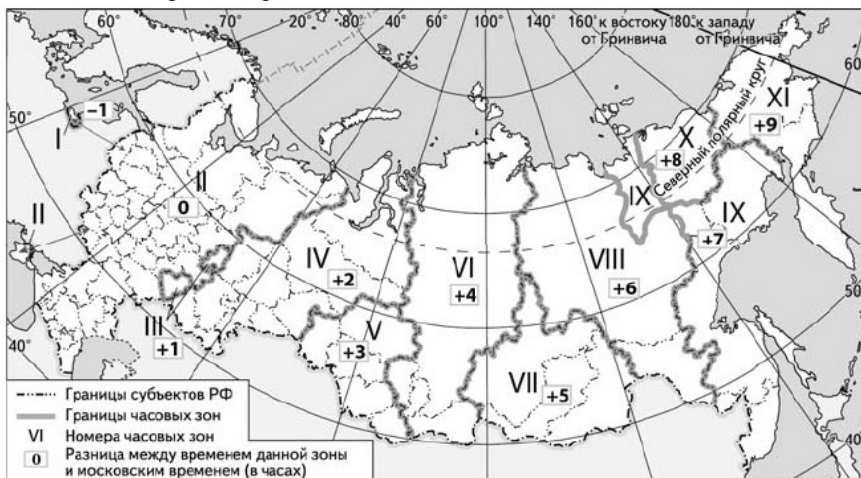 60° 70° 20° 80° 100° 140° 160° к востоку от Гринвича 180° к западу от Гринвича
60°
50°
–1
I
II
0
II
40°
III
+1
IV
+2
V
+3
VI
+4
VII
+5
VIII
+6
IX
IX
+7
X
+8
XI
+9
Северный полярный круг
60°
50°
40°
Границы субъектов РФ
Границы часовых зон
VI Номера часовых зон
0 Разница между временем данной зоны
и московским временем (в часах)